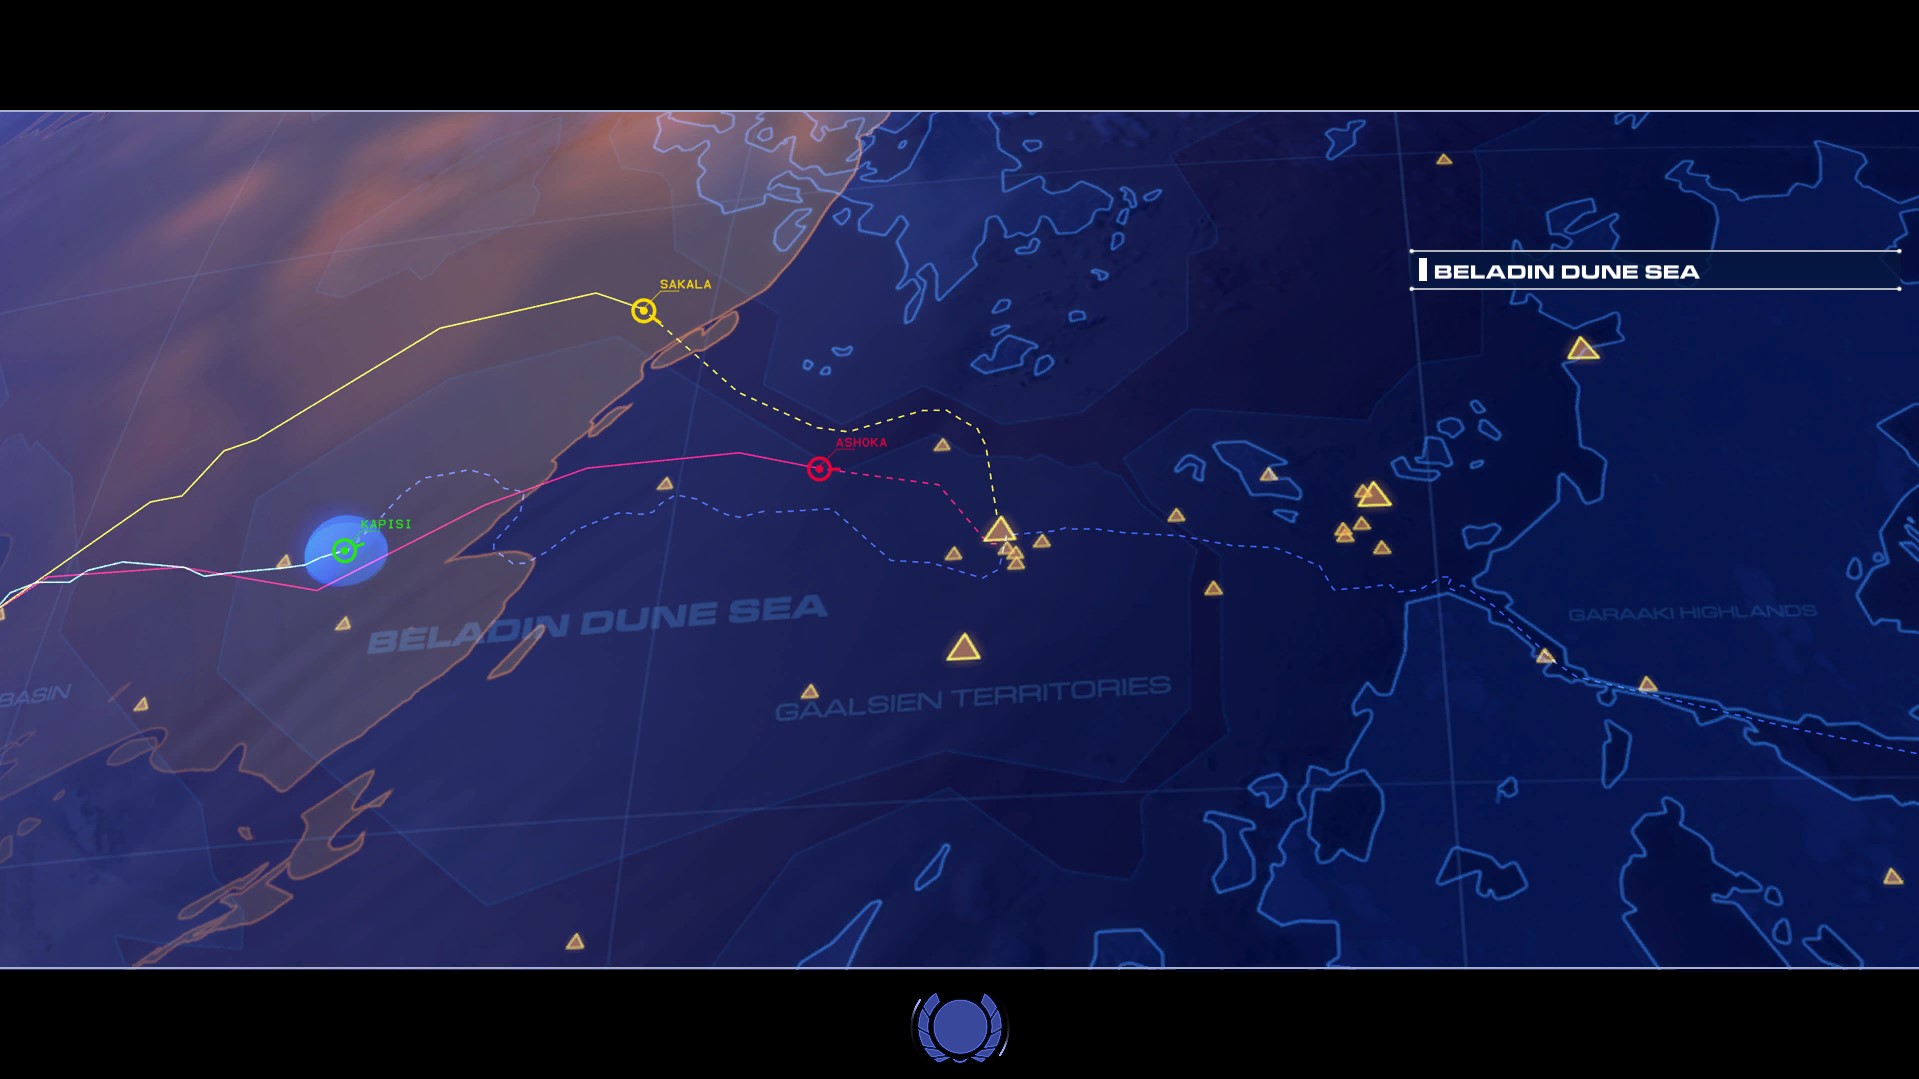 BELADIN DUNE SEA
SAKALA
ASHOKA
KAPISI
BELADIN DUNE SEA
GARAAKI HIGHLANDS
GAALSIEN TERRITORIES
BASIN